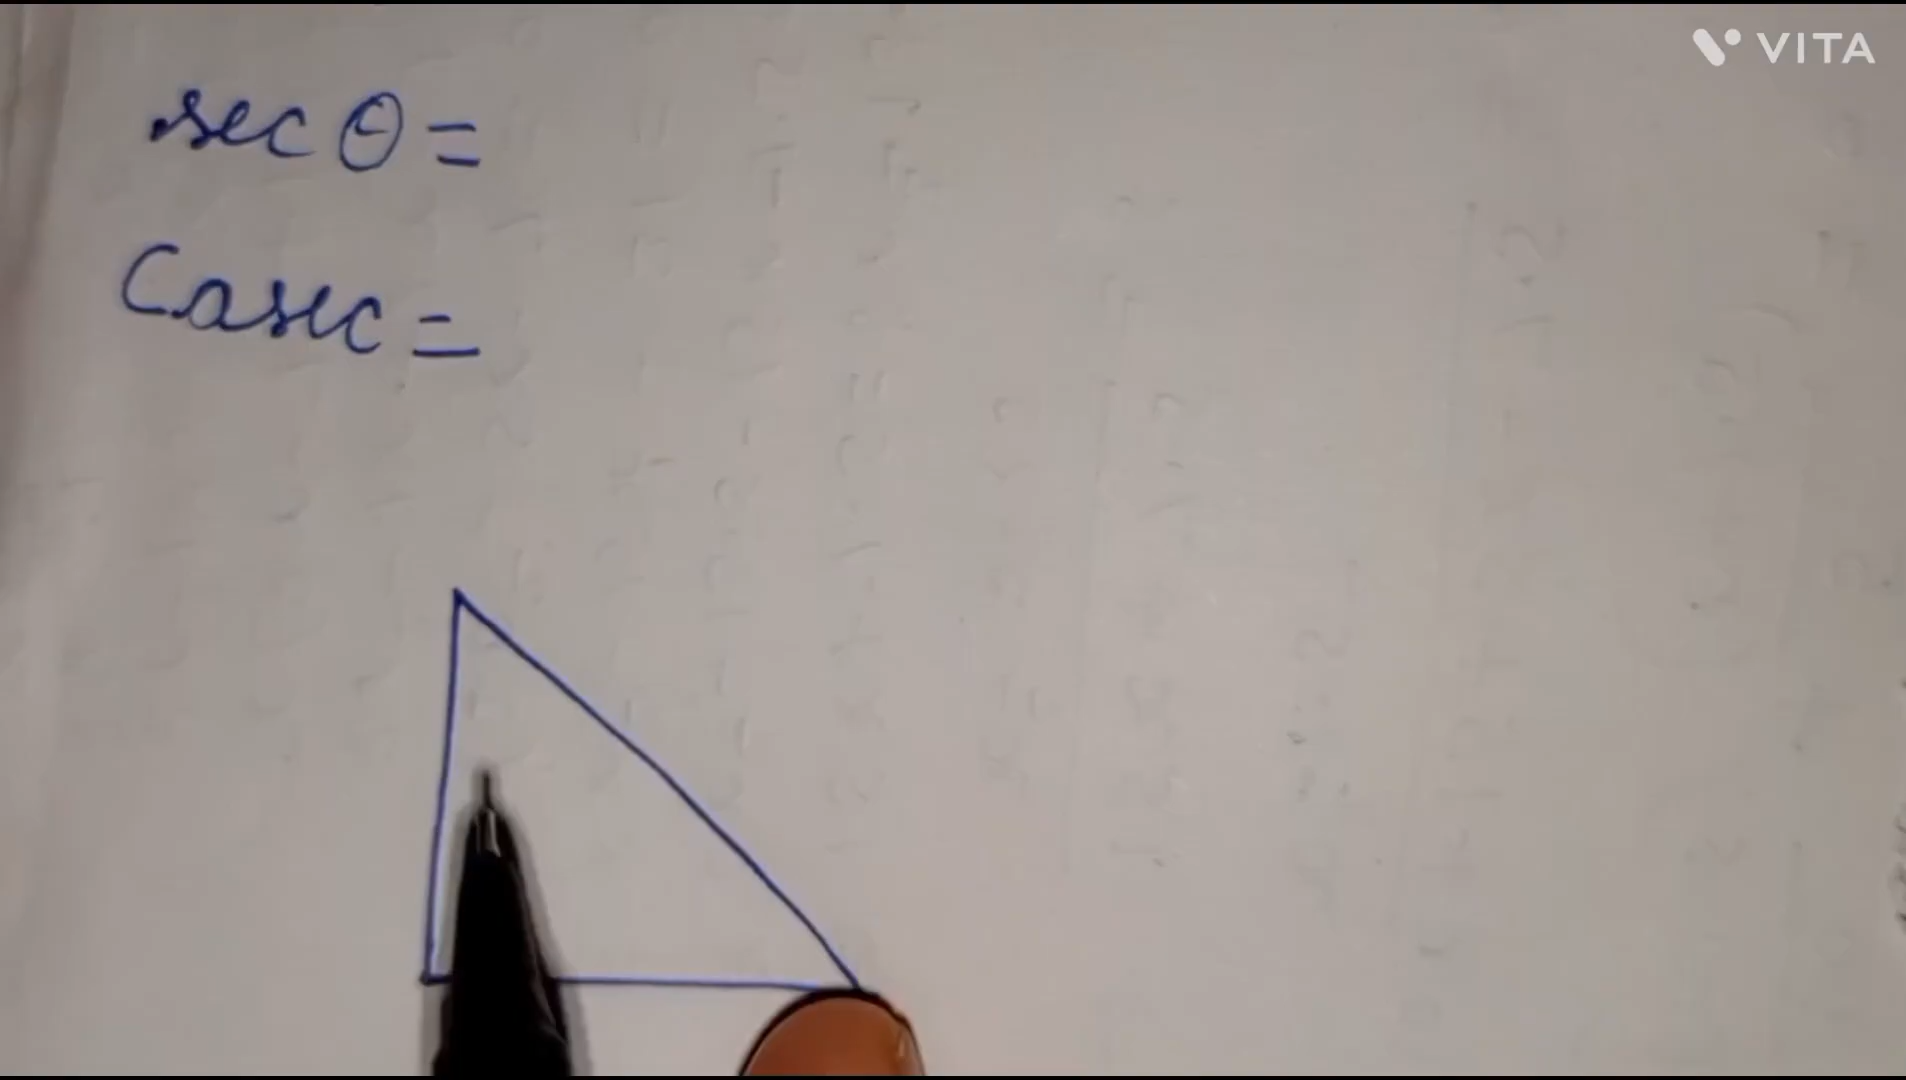 VITA
sec θ =
Cosec =